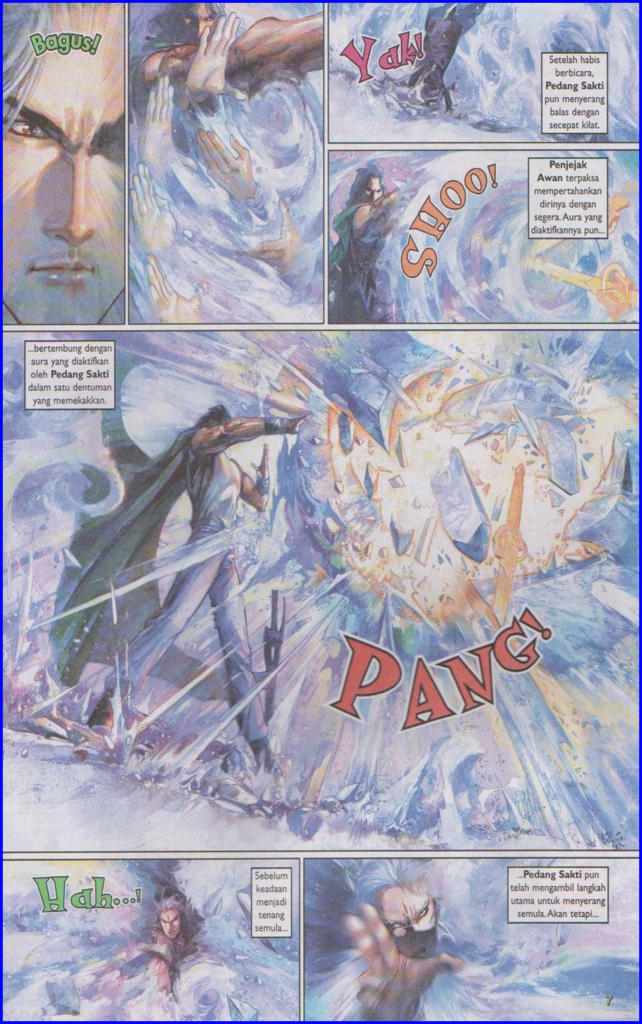 Bagus!
Yak!
Setelah habis
berbicara,
Pedang Sakti
pun menyerang
balas dengan
secepat kilat.
SHOO!
Penjejak
Awan terpaksa
mempertahankan
dirinya dengan
segera. Aura yang
diaktifkannya pun...
...bertembung dengan
aura yang diaktifkan
oleh Pedang Sakti
dalam satu dentuman
yang memekakkan.
PANG!
Hah...!
Sebelum
keadaan
menjadi
tenang
semula...
...Pedang Sakti pun
telah mengambil langkah
utama untuk menyerang
semula. Akan tetapi...
7